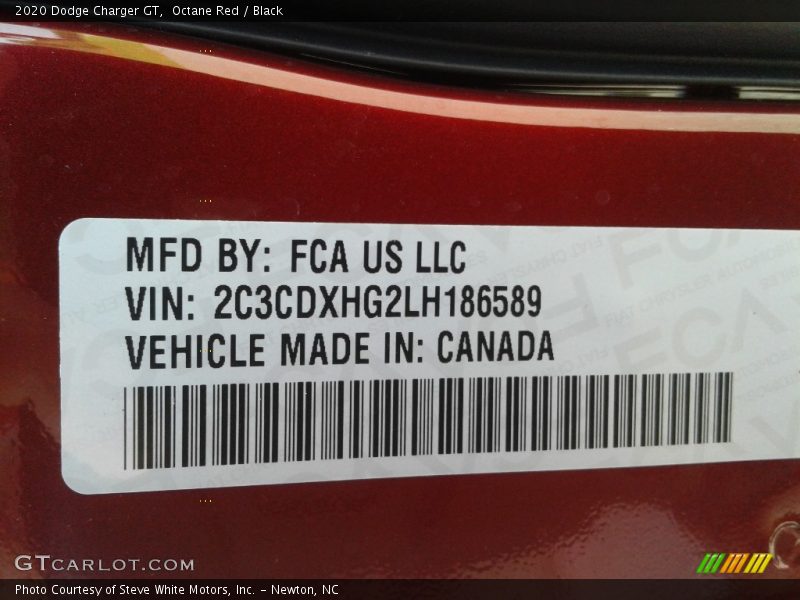 2020 Dodge Charger GT, Octane Red / Black
MFD BY: FCA US LLC
VIN: 2C3CDXHG2LH186589
VEHICLE MADE IN: CANADA
GTCARLOT.COM
Photo Courtesy of Steve White Motors, Inc. – Newton, NC